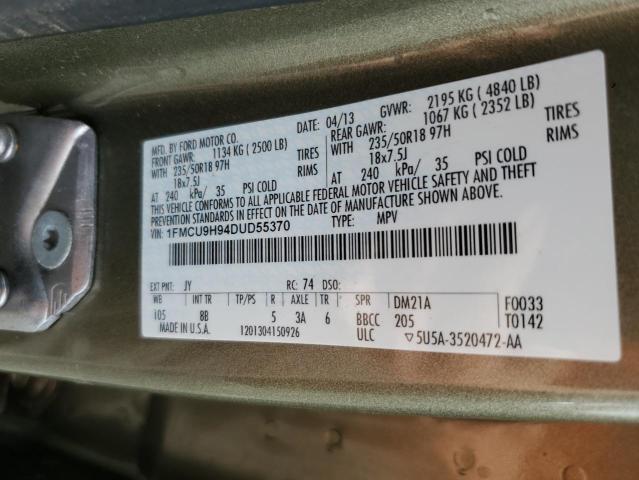 MFD. BY FORD MOTOR CO. DATE: 04/13 GVWR: 2195 KG ( 4840 LB)
FRONT GAWR: 1134 KG ( 2500 LB) REAR GAWR: 1067 KG ( 2352 LB)
WITH 235/50R18 97H TIRES WITH 235/50R18 97H TIRES
18x7.5J RIMS 18x7.5J RIMS
AT 240 kPa/ 35 PSI COLD AT 240 kPa/ 35 PSI COLD
THIS VEHICLE CONFORMS TO ALL APPLICABLE FEDERAL MOTOR VEHICLE SAFETY AND THEFT
PREVENTION STANDARDS IN EFFECT ON THE DATE OF MANUFACTURE SHOWN ABOVE.
VIN: 1FMCU9H94DUD55370 TYPE: MPV
EXT PNT: JY RC: 74 DSO:
WB INT TR TP/PS R AXLE TR SPR DM21A F0033
105 8B 5 3A 6 BBCC 205 T0142
MADE IN U.S.A. 1201304150926 ULC ▽5U5A-3520472-AA